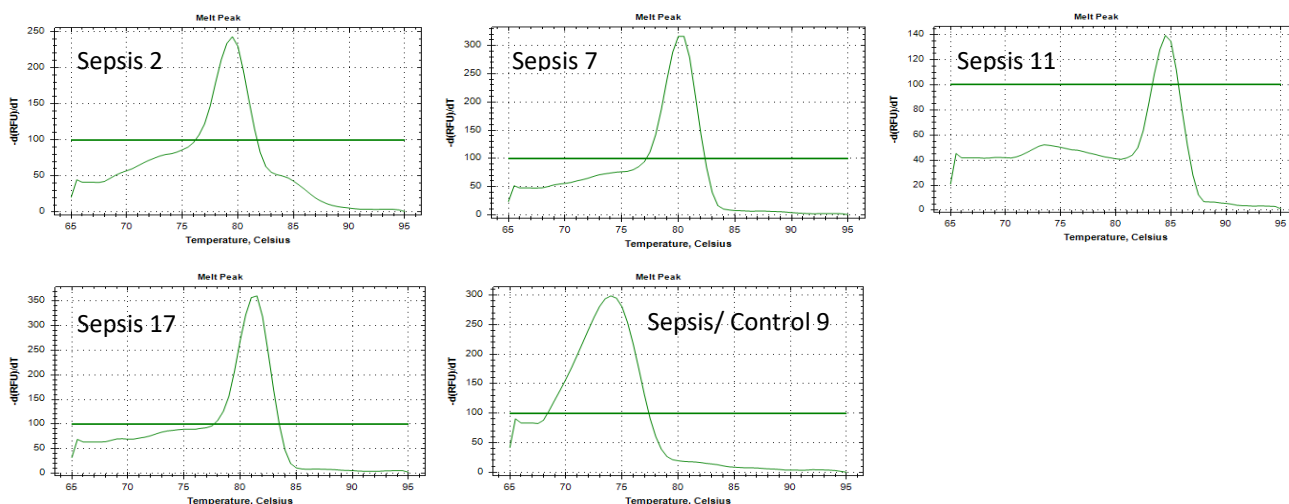 Melt Peak
Sepsis 2
-d(RFU)/dT
250
200
150
100
50
0
65 70 75 80 85 90 95
Temperature, Celsius
Melt Peak
Sepsis 7
-d(RFU)/dT
300
250
200
150
100
50
0
65 70 75 80 85 90 95
Temperature, Celsius
Melt Peak
Sepsis 11
-d(RFU)/dT
140
120
100
80
60
40
20
0
65 70 75 80 85 90 95
Temperature, Celsius
Melt Peak
Sepsis 17
-d(RFU)/dT
350
300
250
200
150
100
50
0
65 70 75 80 85 90 95
Temperature, Celsius
Melt Peak
Sepsis/ Control 9
-d(RFU)/dT
300
250
200
150
100
50
0
65 70 75 80 85 90 95
Temperature, Celsius